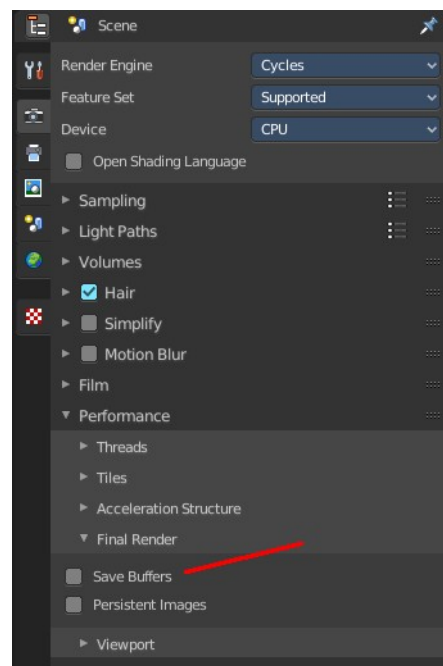 Scene
Render Engine Cycles
Feature Set Supported
Device CPU
Open Shading Language
Sampling
Light Paths
Volumes
Hair
Simplify
Motion Blur
Film
Performance
Threads
Tiles
Acceleration Structure
Final Render
Save Buffers
Persistent Images
Viewport